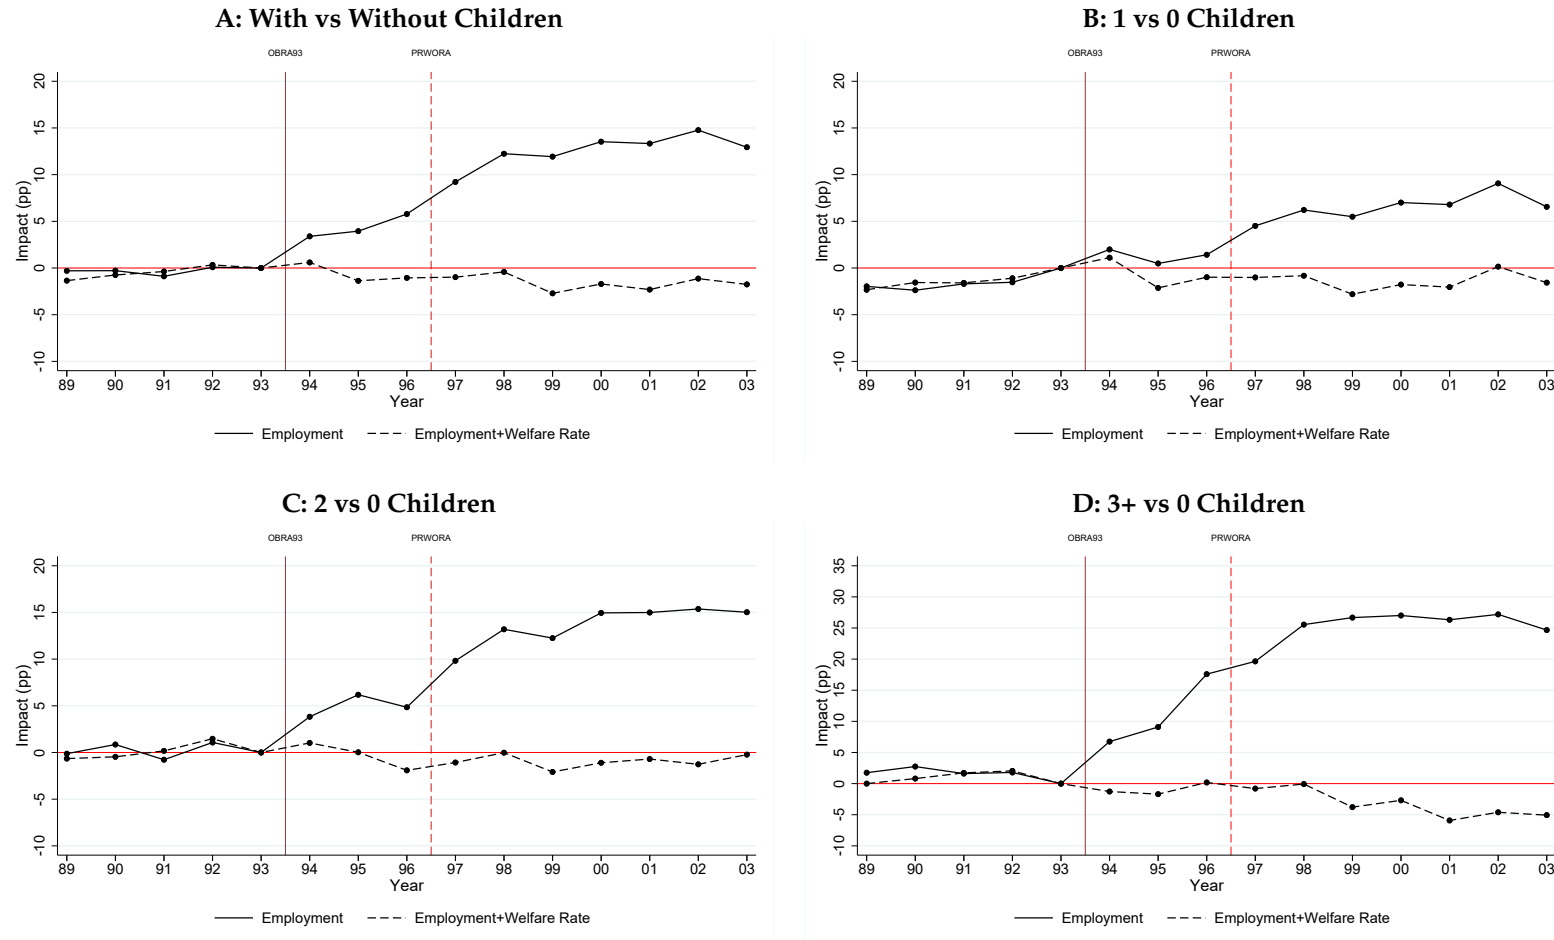 A: With vs Without Children
OBRA93 PRWORA
20
15
10
5
0
-5
-10
Impact (pp)
89 90 91 92 93 94 95 96 97 98 99 00 01 02 03
Year
Employment Employment+Welfare Rate
B: 1 vs 0 Children
OBRA93 PRWORA
20
15
10
5
0
-5
-10
Impact (pp)
89 90 91 92 93 94 95 96 97 98 99 00 01 02 03
Year
Employment Employment+Welfare Rate
C: 2 vs 0 Children
OBRA93 PRWORA
20
15
10
5
0
-5
-10
Impact (pp)
89 90 91 92 93 94 95 96 97 98 99 00 01 02 03
Year
Employment Employment+Welfare Rate
D: 3+ vs 0 Children
OBRA93 PRWORA
35
30
25
20
15
10
5
0
-5
-10
Impact (pp)
89 90 91 92 93 94 95 96 97 98 99 00 01 02 03
Year
Employment Employment+Welfare Rate